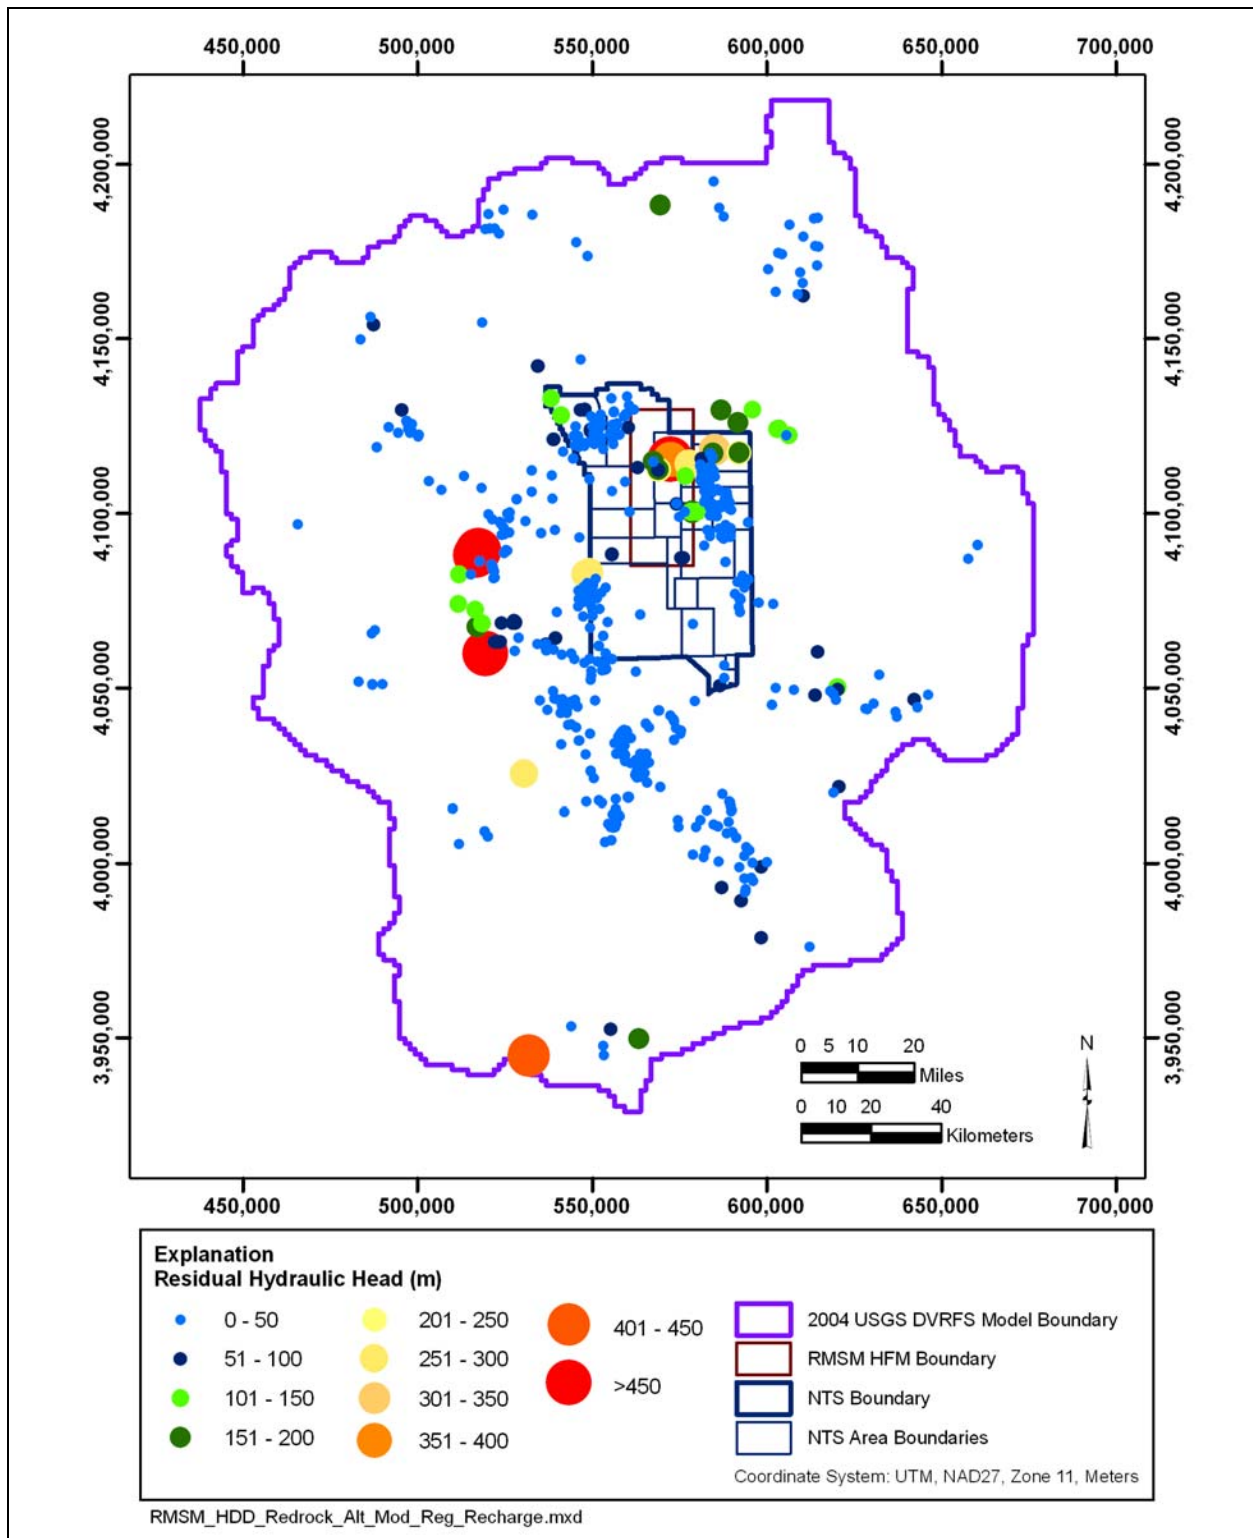 450,000 500,000 550,000 600,000 650,000 700,000
4,200,000 4,200,000
4,150,000 4,150,000
4,100,000 4,100,000
4,050,000 4,050,000
4,000,000 4,000,000
3,950,000 3,950,000
0 5 10 20
Miles
0 10 20 40
Kilometers
N
450,000 500,000 550,000 600,000 650,000 700,000
Explanation
Residual Hydraulic Head (m)
0 - 50
51 - 100
101 - 150
151 - 200
201 - 250
251 - 300
301 - 350
351 - 400
401 - 450
>450
2004 USGS DVRFS Model Boundary
RMSM HFM Boundary
NTS Boundary
NTS Area Boundaries
Coordinate System: UTM, NAD27, Zone 11, Meters
RMSM_HDD_Redrock_Alt_Mod_Reg_Recharge.mxd